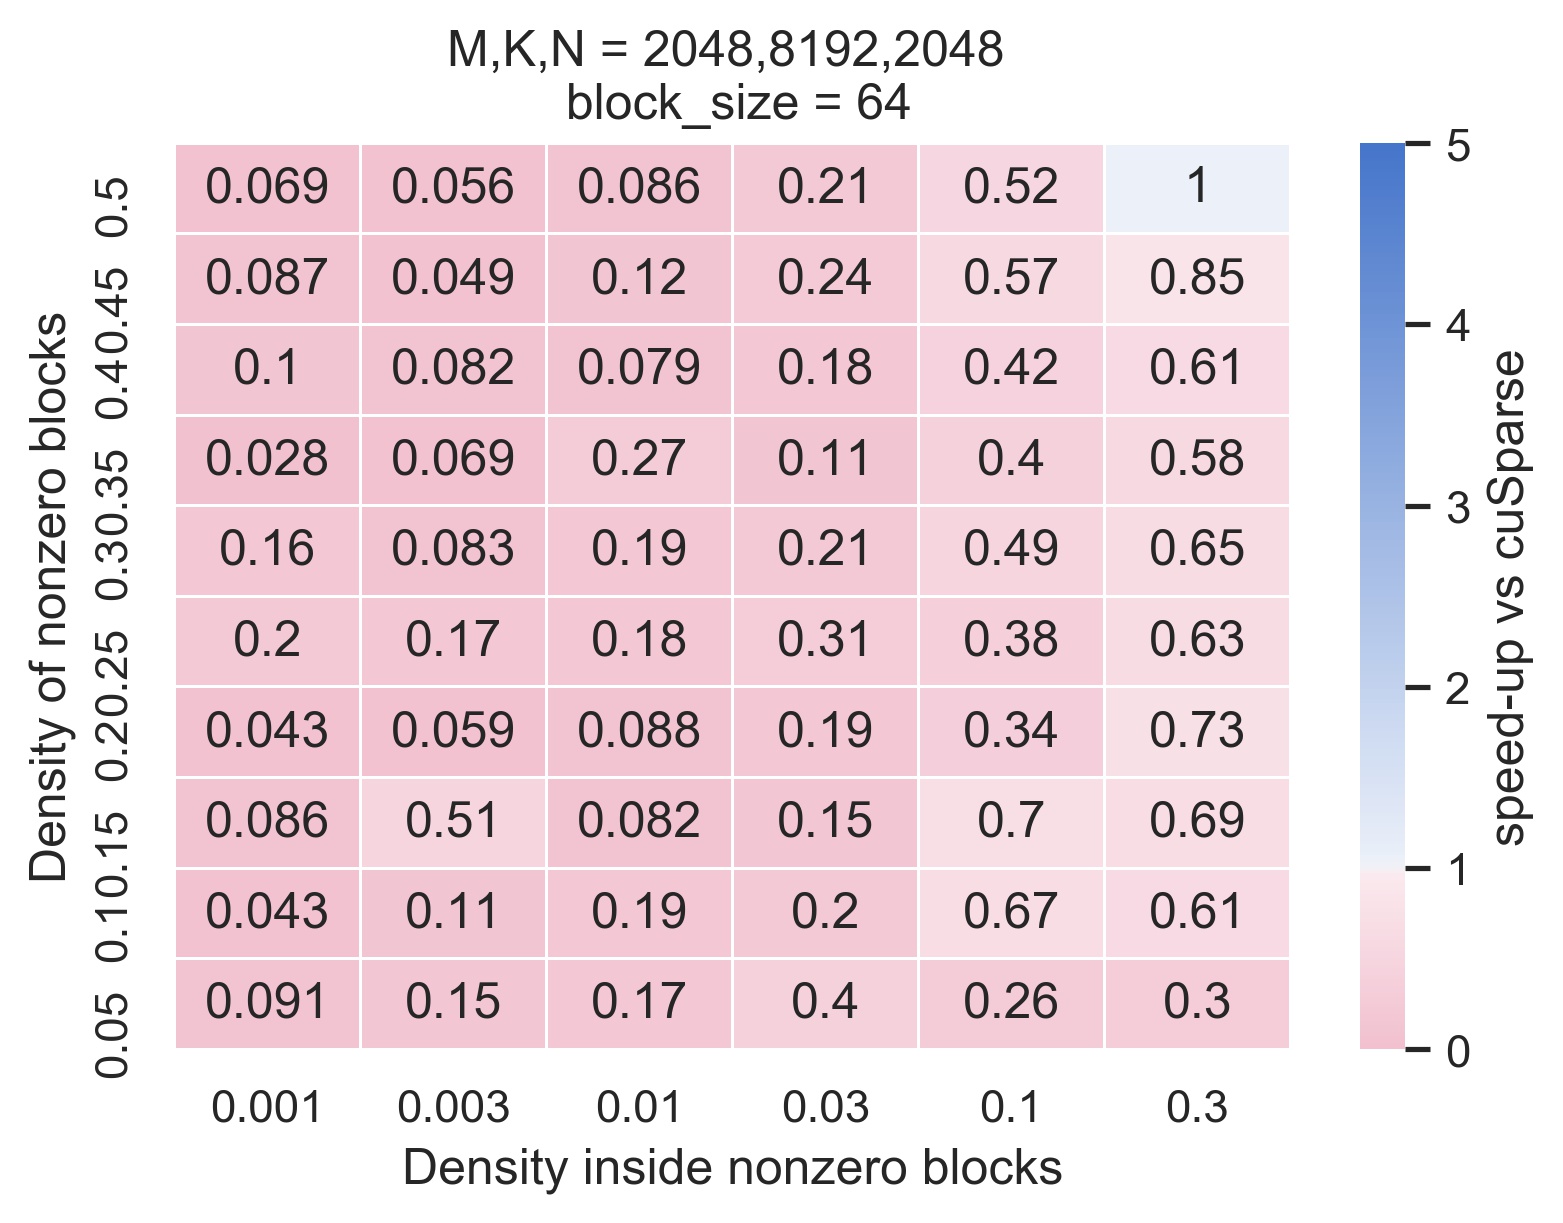 M,K,N = 2048,8192,2048
block_size = 64
0.5 0.069 0.056 0.086 0.21 0.52 1
0.45 0.087 0.049 0.12 0.24 0.57 0.85
0.4 0.1 0.082 0.079 0.18 0.42 0.61
0.35 0.028 0.069 0.27 0.11 0.4 0.58
0.3 0.16 0.083 0.19 0.21 0.49 0.65
0.25 0.2 0.17 0.18 0.31 0.38 0.63
0.2 0.043 0.059 0.088 0.19 0.34 0.73
0.15 0.086 0.51 0.082 0.15 0.7 0.69
0.1 0.043 0.11 0.19 0.2 0.67 0.61
0.05 0.091 0.15 0.17 0.4 0.26 0.3
0.001 0.003 0.01 0.03 0.1 0.3
Density inside nonzero blocks
Density of nonzero blocks
5
4
3
2
1
0
speed-up vs cuSparse